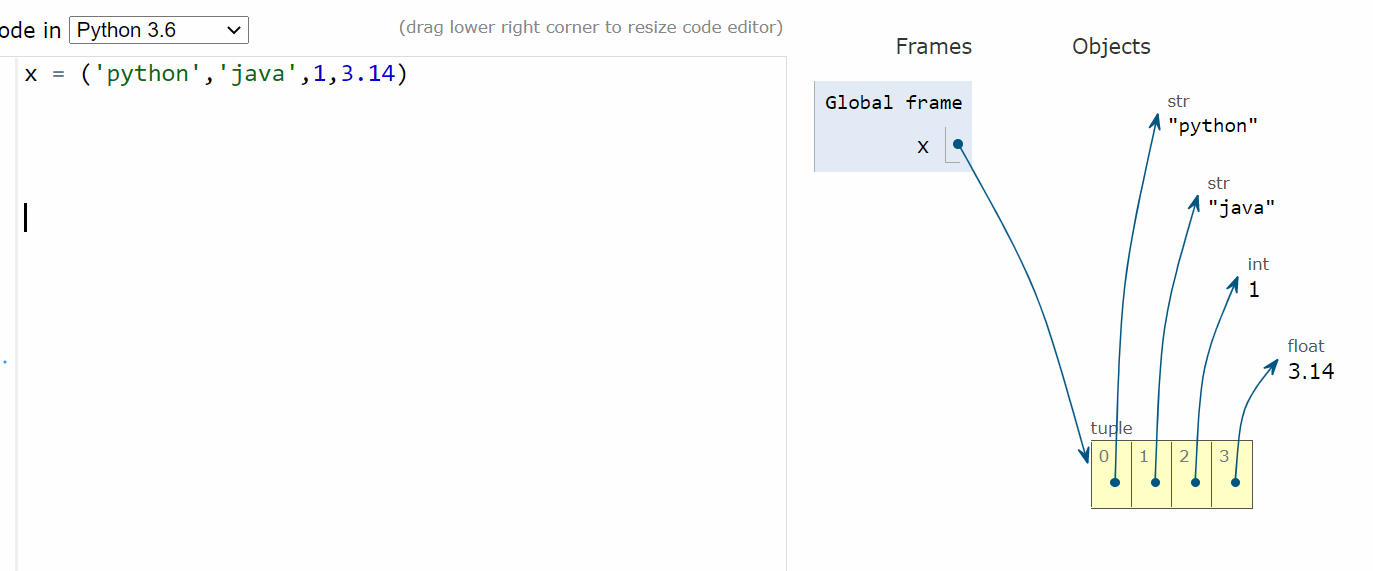 ode in Python 3.6
(drag lower right corner to resize code editor)
x = ('python','java',1,3.14)
Frames
Objects
Global frame
x
str
"python"
str
"java"
int
1
float
3.14
tuple
0 1 2 3